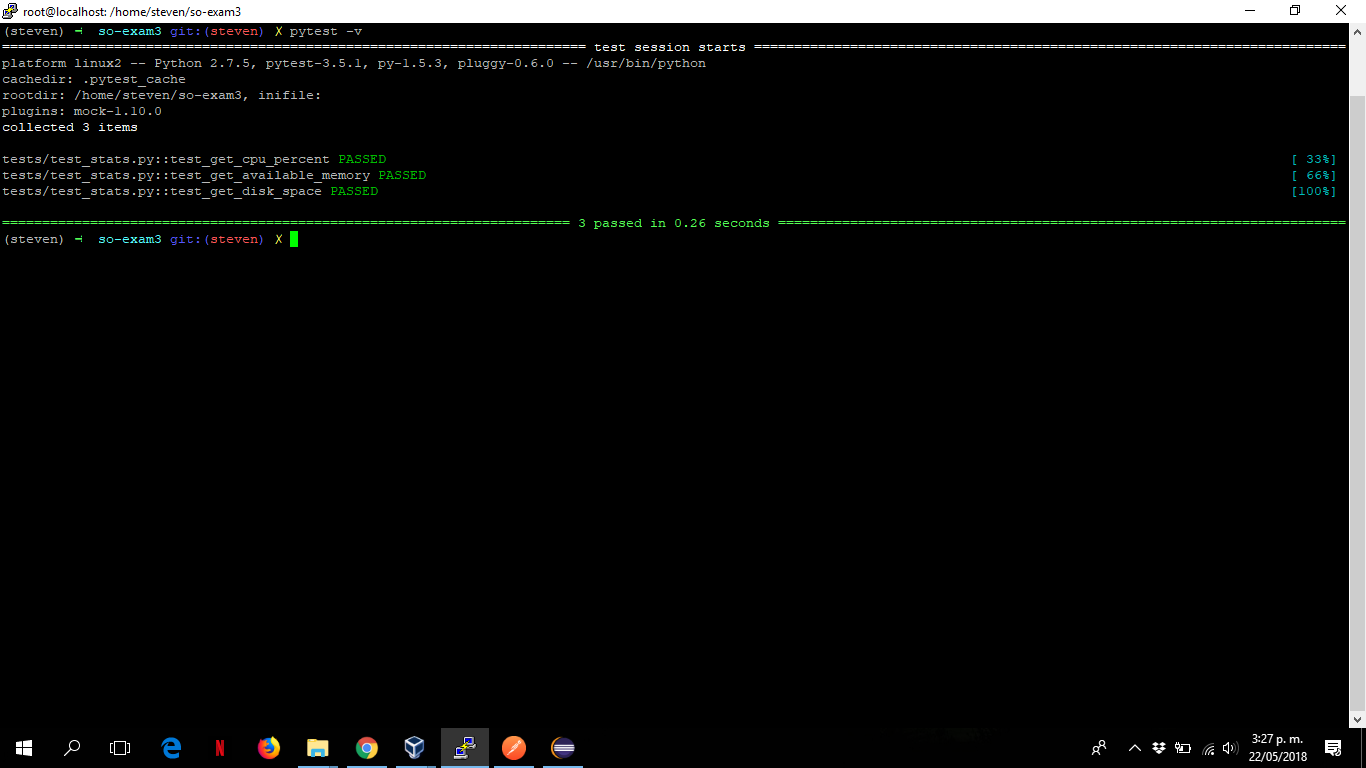 root@localhost: /home/steven/so-exam3
(steven) → so-exam3 git:(steven) ✗ pytest -v
============ test session starts ============
platform linux2 -- Python 2.7.5, pytest-3.5.1, py-1.5.3, pluggy-0.6.0 -- /usr/bin/python
cachedir: .pytest_cache
rootdir: /home/steven/so-exam3, inifile:
plugins: mock-1.10.0
collected 3 items
tests/test_stats.py::test_get_cpu_percent PASSED [ 33%]
tests/test_stats.py::test_get_available_memory PASSED [ 66%]
tests/test_stats.py::test_get_disk_space PASSED [100%]
============ 3 passed in 0.26 seconds ============
(steven) → so-exam3 git:(steven) ✗
3:27 p. m.
22/05/2018